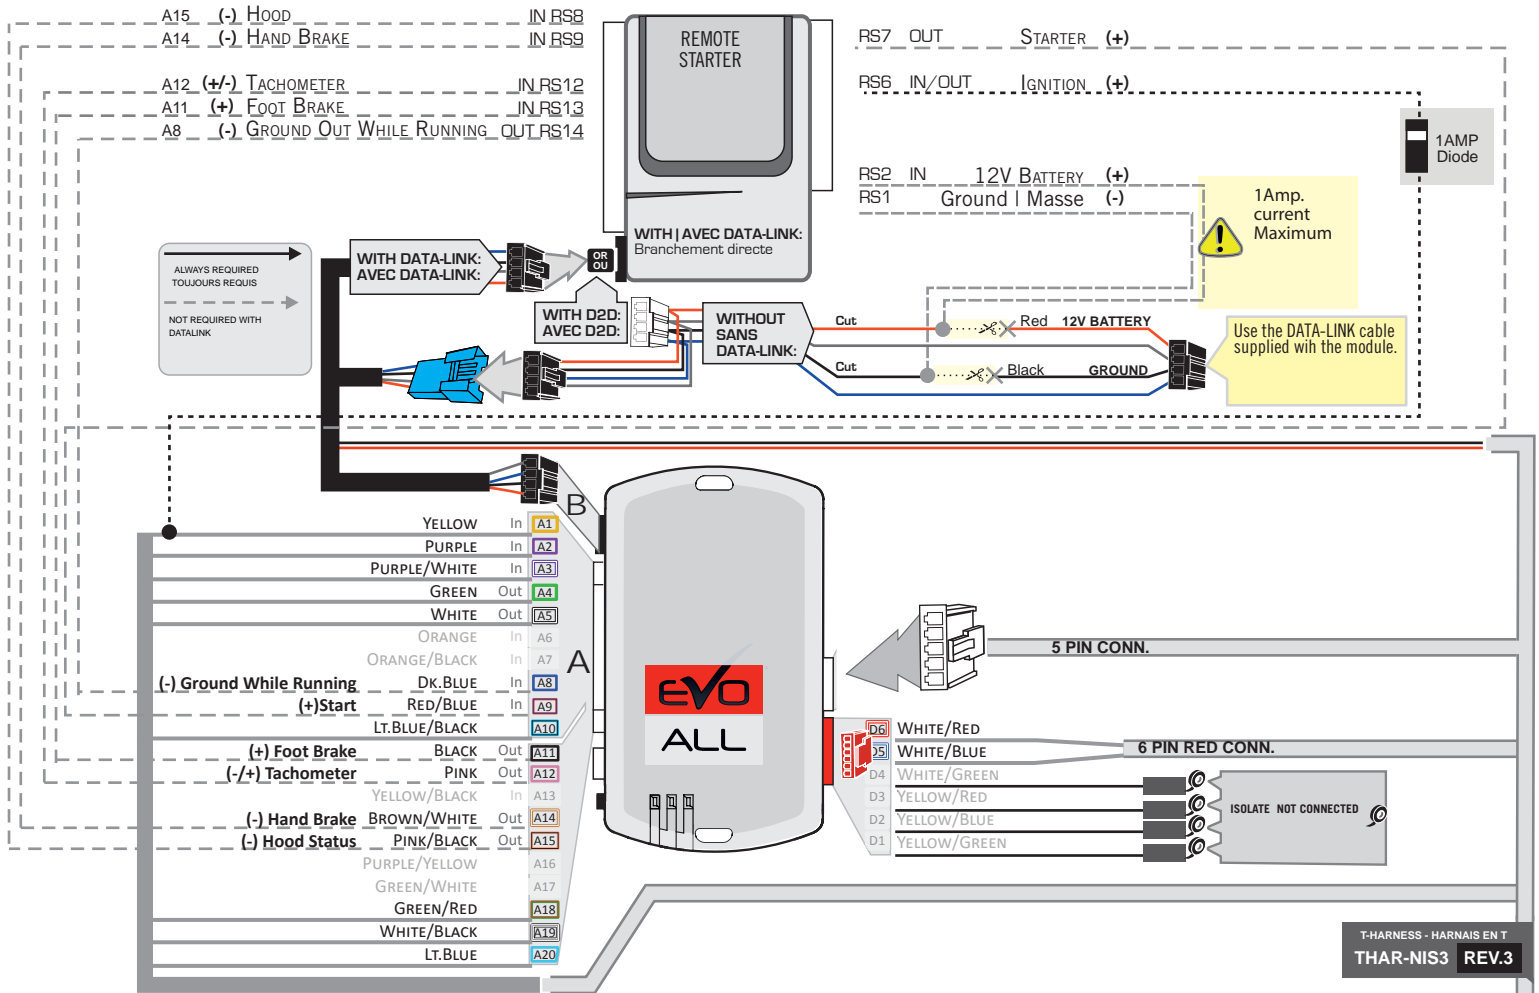 A15 (-) HOOD IN RS8
A14 (-) HAND BRAKE IN RS9
A12 (+/-) TACHOMETER IN RS12
A11 (+) FOOT BRAKE IN RS13
A8 (-) GROUND OUT WHILE RUNNING OUT RS14
REMOTE
STARTER
WITH | AVEC DATA-LINK:
Branchement directe
RS7 OUT STARTER (+)
RS6 IN/OUT IGNITION (+)
1AMP
Diode
RS2 IN 12V BATTERY (+)
RS1 Ground | Masse (-)
1Amp.
current
Maximum
ALWAYS REQUIRED
TOUJOURS REQUIS
NOT REQUIRED WITH
DATALINK
WITH DATA-LINK:
AVEC DATA-LINK:
OR
OU
WITH D2D:
AVEC D2D:
WITHOUT
SANS
DATA-LINK:
Cut Red 12V BATTERY
Cut Black GROUND
Use the DATA-LINK cable
supplied wih the module.
B
A
YELLOW In A1
PURPLE In A2
PURPLE/WHITE In A3
GREEN Out A4
WHITE Out A5
ORANGE In A6
ORANGE/BLACK In A7
(-) Ground While Running DK.BLUE In A8
(+)Start RED/BLUE In A9
LT.BLUE/BLACK A10
(+) Foot Brake BLACK Out A11
(-/+) Tachometer PINK Out A12
YELLOW/BLACK In A13
(-) Hand Brake BROWN/WHITE Out A14
(-) Hood Status PINK/BLACK Out A15
PURPLE/YELLOW A16
GREEN/WHITE A17
GREEN/RED A18
WHITE/BLACK A19
LT.BLUE A20
EVO
ALL
5 PIN CONN.
D6 WHITE/RED
D5 WHITE/BLUE
6 PIN RED CONN.
D4 WHITE/GREEN
D3 YELLOW/RED
D2 YELLOW/BLUE
D1 YELLOW/GREEN
ISOLATE NOT CONNECTED
T-HARNESS - HARNAIS EN T
THAR-NIS3 REV.3